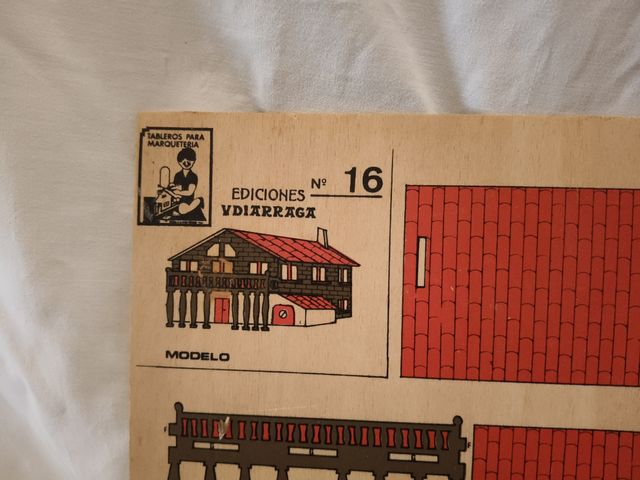 TABLEROS PARA
MARQUETERIA
EDICIONES
VDIARRAGA
Nº 16
MODELO
F
F